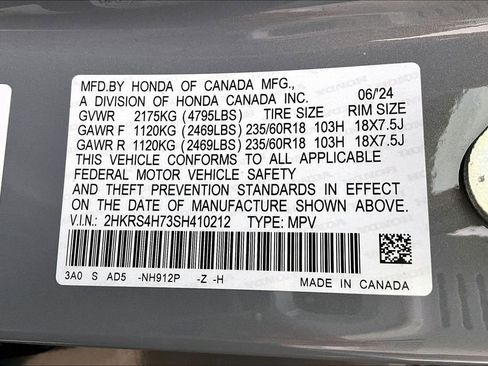 MFD.BY HONDA OF CANADA MFG.,
A DIVISION OF HONDA CANADA INC. 06/'24
GVWR 2175KG (4795LBS) TIRE SIZE RIM SIZE
GAWR F 1120KG (2469LBS) 235/60R18 103H 18X7.5J
GAWR R 1120KG (2469LBS) 235/60R18 103H 18X7.5J
THIS VEHICLE CONFORMS TO ALL APPLICABLE
FEDERAL MOTOR VEHICLE SAFETY
AND THEFT PREVENTION STANDARDS IN EFFECT
ON THE DATE OF MANUFACTURE SHOWN ABOVE.
V.I.N.: 2HKRS4H73SH410212 TYPE: MPV
3A0 S AD5 -NH912P -Z -H MADE IN CANADA